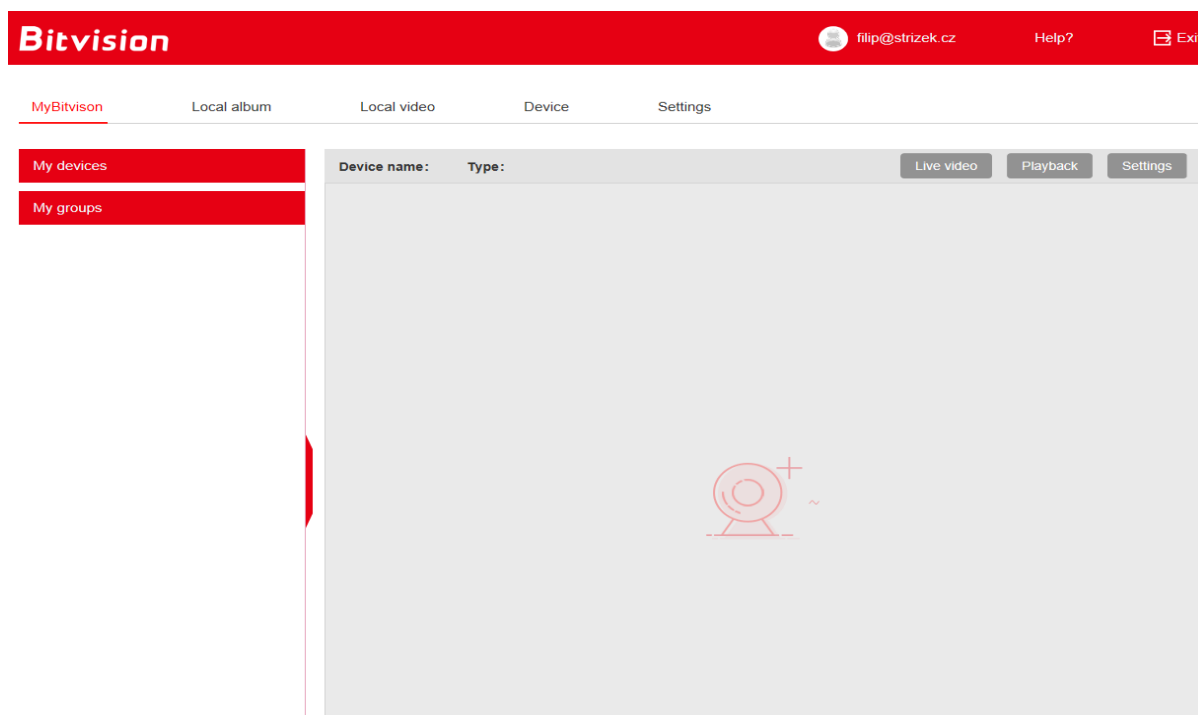 Bitvision filip@strizek.cz Help? Exi
MyBitvison Local album Local video Device Settings
My devices
Device name: Type: Live video Playback Settings
My groups